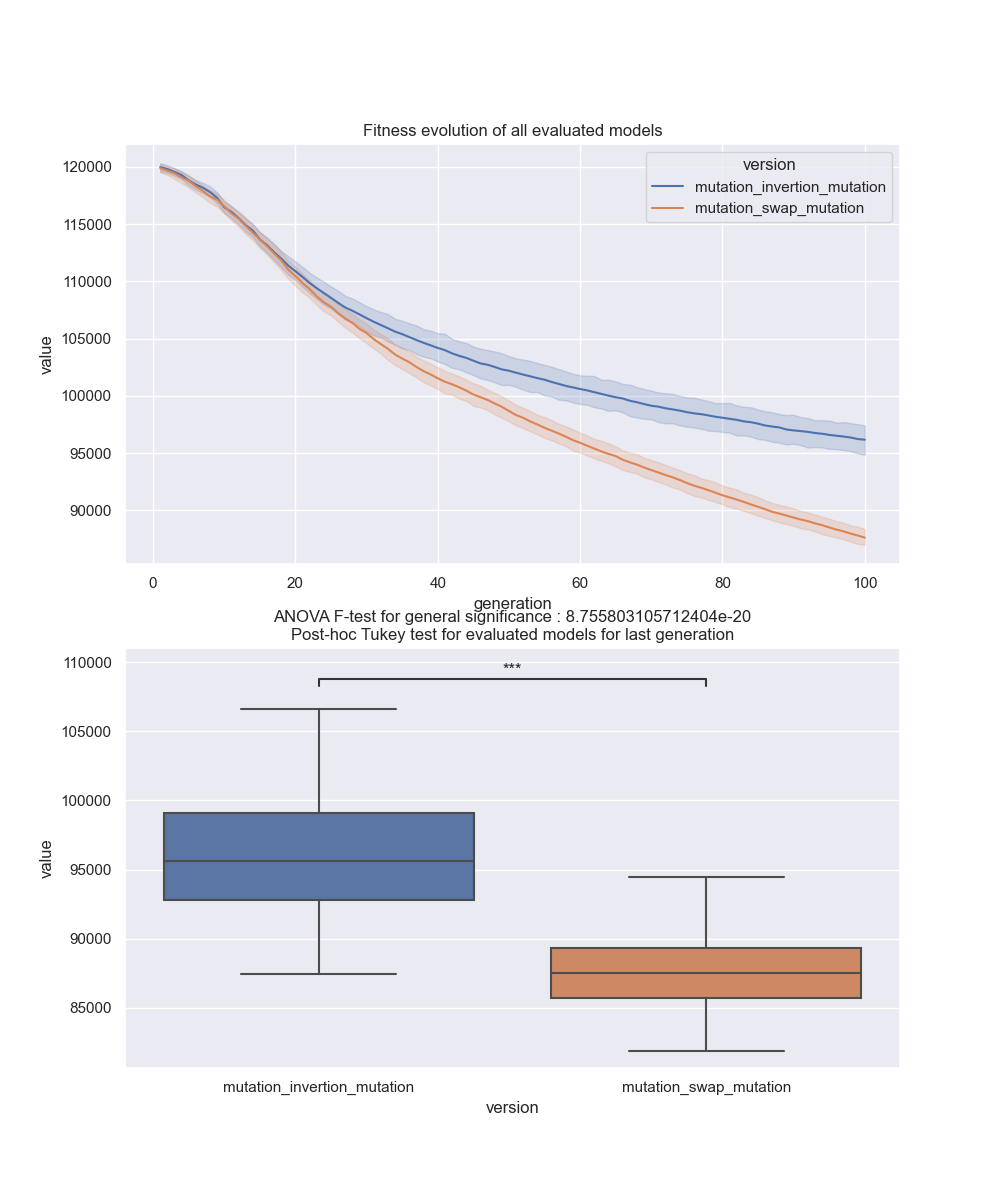 Fitness evolution of all evaluated models
120000
115000
110000
105000
100000
95000
90000
value
version
mutation_invertion_mutation
mutation_swap_mutation
0
20
40
60
80
100
generation
ANOVA F-test for general significance : 8.755803105712404e-20
Post-hoc Tukey test for evaluated models for last generation
110000
105000
100000
95000
90000
85000
value
***
mutation_invertion_mutation
mutation_swap_mutation
version